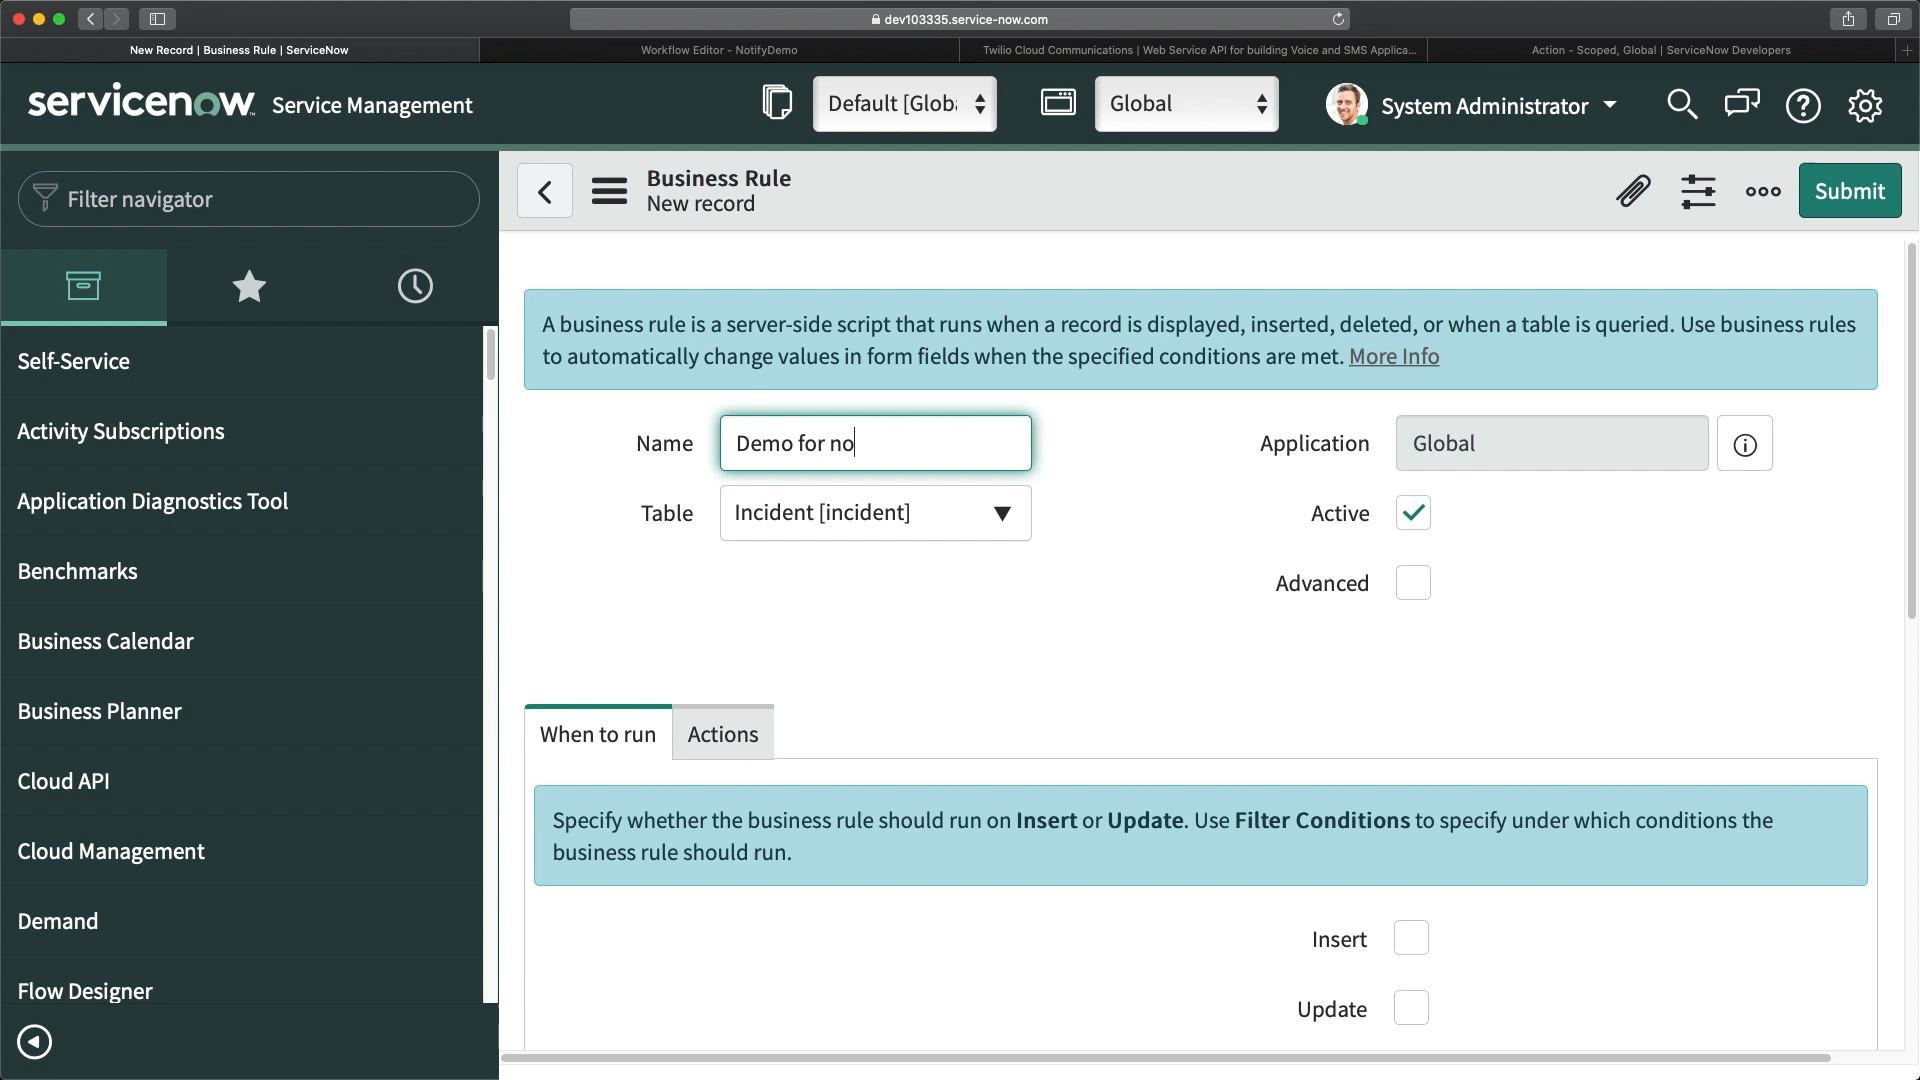 dev103335.service-now.com
New Record | Business Rule | ServiceNow
Workflow Editor - NotifyDemo
Twilio Cloud Communications | Web Service API for building Voice and SMS Applica...
Action - Scoped, Global | ServiceNow Developers
servicenow Service Management
Default [Globa
Global
System Administrator
Filter navigator
Self-Service
Activity Subscriptions
Application Diagnostics Tool
Benchmarks
Business Calendar
Business Planner
Cloud API
Cloud Management
Demand
Flow Designer
Business Rule
New record
Submit
A business rule is a server-side script that runs when a record is displayed, inserted, deleted, or when a table is queried. Use business rules
to automatically change values in form fields when the specified conditions are met. More Info
Name
Demo for no
Application
Global
Table
Incident [incident]
Active
Advanced
When to run
Actions
Specify whether the business rule should run on Insert or Update. Use Filter Conditions to specify under which conditions the
business rule should run.
Insert
Update